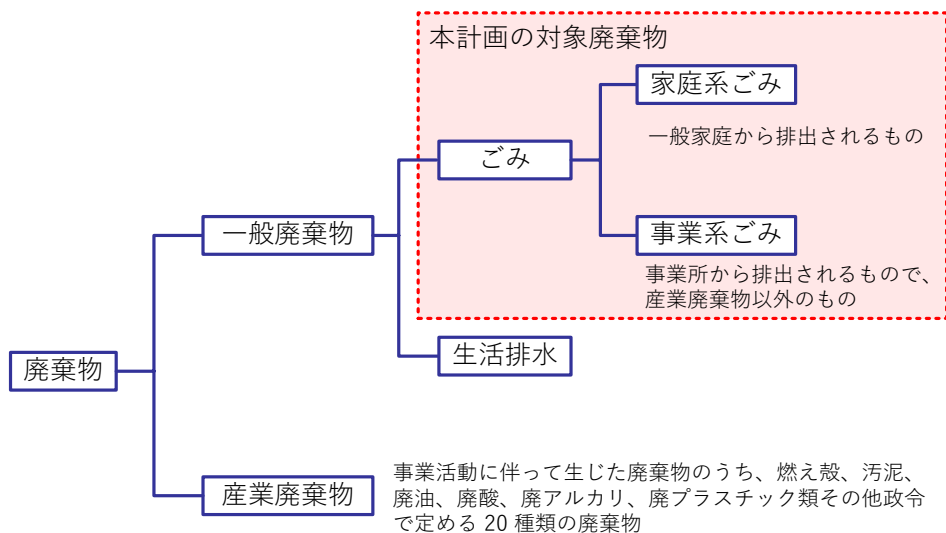 本計画の対象廃棄物
家庭系ごみ
一般家庭から排出されるもの
ごみ
一般廃棄物
事業系ごみ
事業所から排出されるもので、
産業廃棄物以外のもの
生活排水
廃棄物
産業廃棄物
事業活動に伴って生じた廃棄物のうち、燃え殻、汚泥、
廃油、廃酸、廃アルカリ、廃プラスチック類その他政令
で定める 20 種類の廃棄物